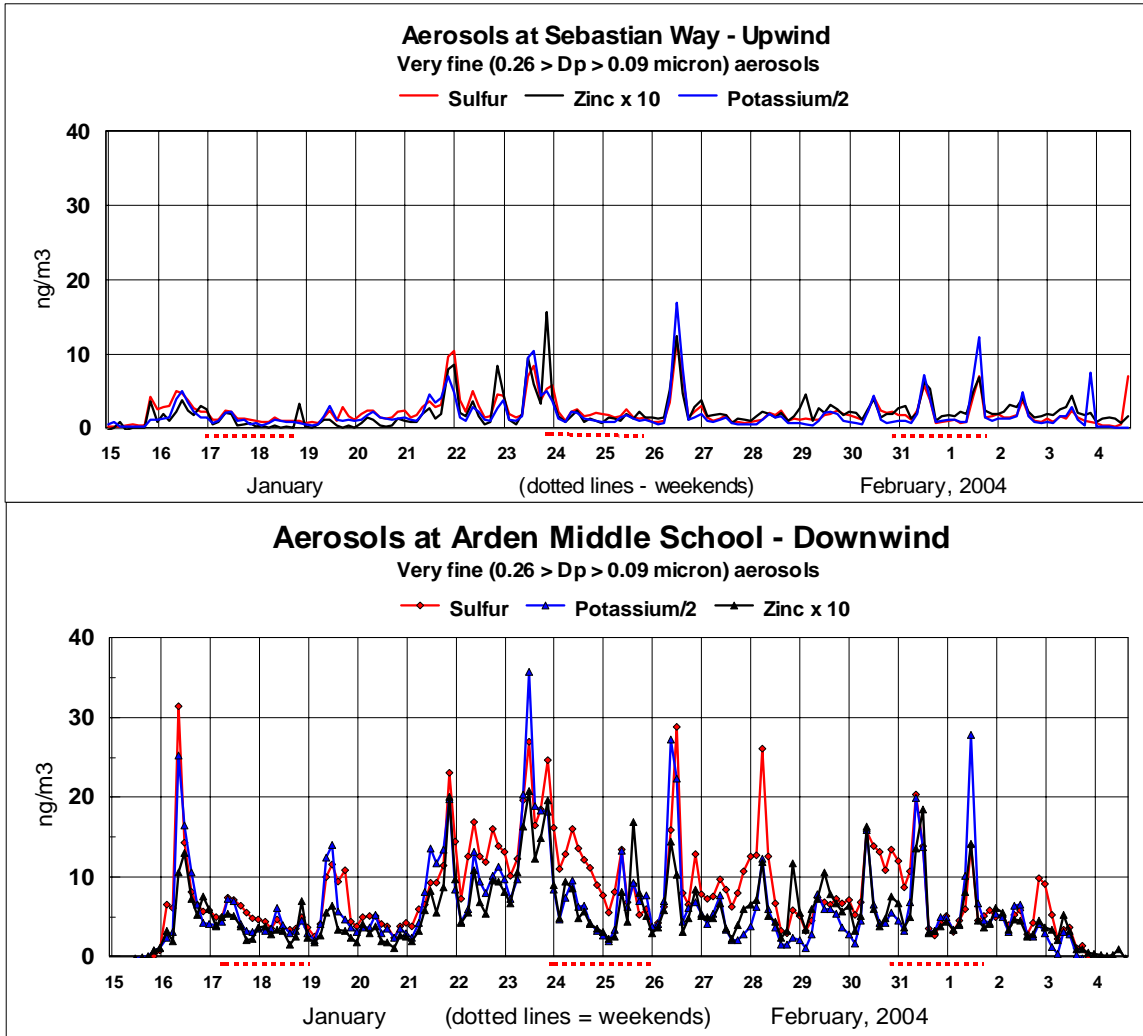 Aerosols at Sebastian Way - Upwind
Very fine (0.26 > Dp > 0.09 micron) aerosols
Sulfur Zinc x 10 Potassium/2
40
30
20
10
0
ng/m3
15 16 17 18 19 20 21 22 23 24 25 26 27 28 29 30 31 1 2 3 4
January (dotted lines - weekends) February, 2004
Aerosols at Arden Middle School - Downwind
Very fine (0.26 > Dp > 0.09 micron) aerosols
Sulfur Potassium/2 Zinc x 10
40
30
20
10
0
ng/m3
15 16 17 18 19 20 21 22 23 24 25 26 27 28 29 30 31 1 2 3 4
January (dotted lines = weekends) February, 2004